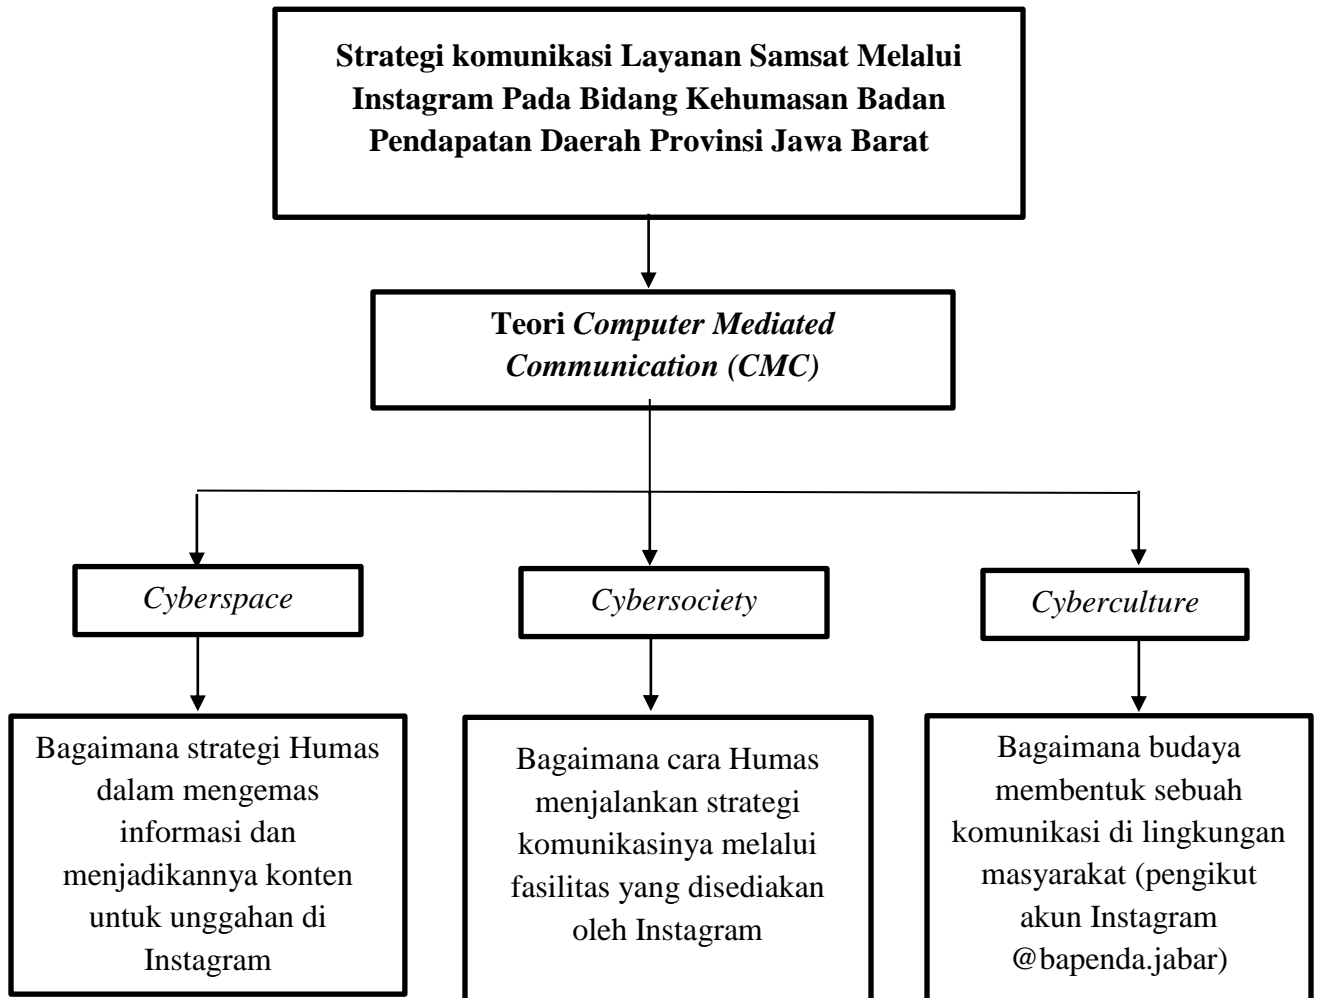 Strategi komunikasi Layanan Samsat Melalui
Instagram Pada Bidang Kehumasan Badan
Pendapatan Daerah Provinsi Jawa Barat
Teori Computer Mediated
Communication (CMC)
Cyberspace
Cybersociety
Cyberculture
Bagaimana strategi Humas
dalam mengemas
informasi dan
menjadikannya konten
untuk unggahan di
Instagram
Bagaimana cara Humas
menjalankan strategi
komunikasinya melalui
fasilitas yang disediakan
oleh Instagram
Bagaimana budaya
membentuk sebuah
komunikasi di lingkungan
masyarakat (pengikut
akun Instagram
@bapenda.jabar)